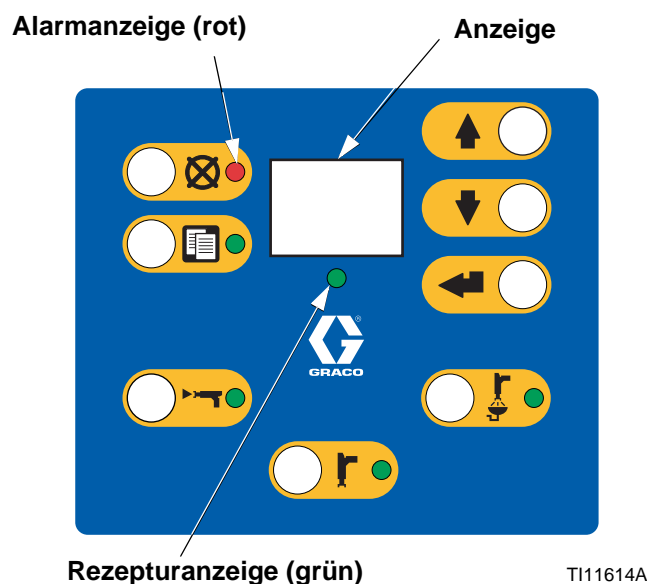 Alarmanzeige (rot)
Anzeige
®
GRACO
Rezepturanzeige (grün)
TI11614A